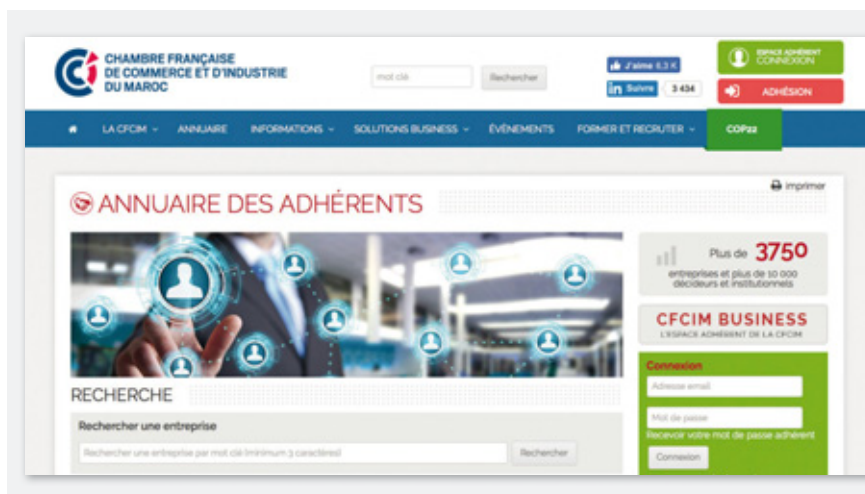 CHAMBRE FRANÇAISE
DE COMMERCE ET D'INDUSTRIE
DU MAROC
mot clé
Rechercher
J'aime 6,3 K
in Suivre 3 434
ESPACE ADHÉRENT
CONNEXION
ADHÉSION
LA CFCIM
ANNUAIRE
INFORMATIONS
SOLUTIONS BUSINESS
ÉVÈNEMENTS
FORMER ET RECRUTER
COP22
imprimer
ANNUAIRE DES ADHÉRENTS
Plus de 3750
entreprises et plus de 10 000
décideurs et institutionnels
CFCIM BUSINESS
L'ESPACE ADHÉRENT DE LA CFCIM
Connexion
Adresse email
Mot de passe
Recevoir votre mot de passe adhérent
Connexion
RECHERCHE
Rechercher une entreprise
Rechercher une entreprise par mot clé (minimum 3 caractères)
Rechercher